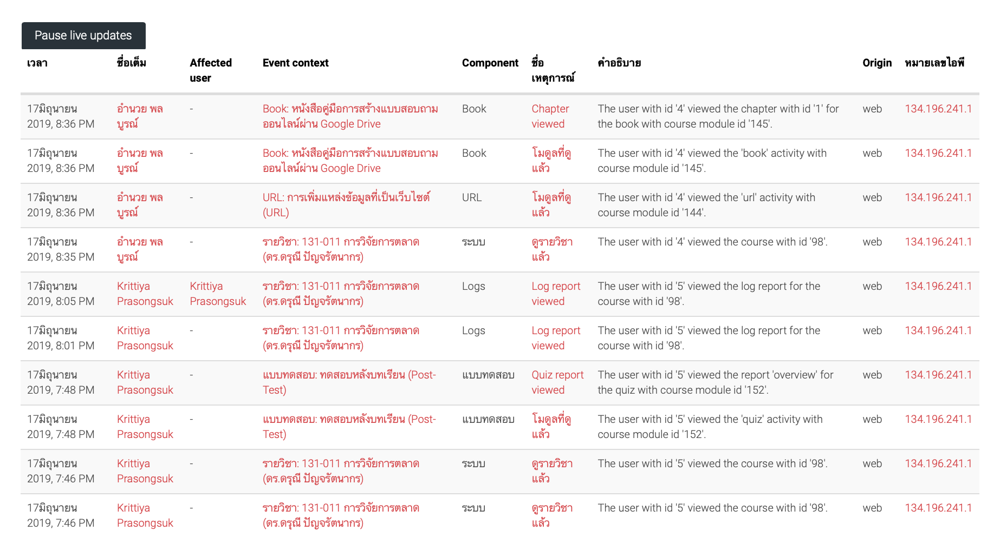 Pause live updates
เวลา ชื่อเต็ม Affected Event context Component ชื่อ คำอธิบาย Origin หมายเลขไอพี
user เหตุการณ์
17มิถุนายน อำนวย พล - Book: หนังสือคู่มือการสร้างแบบสอบถาม Book Chapter The user with id '4' viewed the chapter with id '1' for web 134.196.241.1
2019, 8:36 PM บูรณ์ ออนไลน์ผ่าน Google Drive viewed the book with course module id '145'.
17มิถุนายน อำนวย พล - Book: หนังสือคู่มือการสร้างแบบสอบถาม Book โมดูลที่ดู The user with id '4' viewed the 'book' activity with web 134.196.241.1
2019, 8:36 PM บูรณ์ ออนไลน์ผ่าน Google Drive แล้ว course module id '145'.
17มิถุนายน อำนวย พล - URL: การเพิ่มแหล่งข้อมูลที่เป็นเว็บไซต์ URL โมดูลที่ดู The user with id '4' viewed the 'url' activity with web 134.196.241.1
2019, 8:36 PM บูรณ์ (URL) แล้ว course module id '144'.
17มิถุนายน อำนวย พล - รายวิชา: 131-011 การวิจัยการตลาด ระบบ ดูรายวิชา The user with id '4' viewed the course with id '98'. web 134.196.241.1
2019, 8:35 PM บูรณ์ (ดร.ดรุณี ปัญจรัตนากร) แล้ว
17มิถุนายน Krittiya Krittiya รายวิชา: 131-011 การวิจัยการตลาด Logs Log report The user with id '5' viewed the log report for the web 134.196.241.1
2019, 8:05 PM Prasongsuk Prasongsuk (ดร.ดรุณี ปัญจรัตนากร) viewed course with id '98'.
17มิถุนายน Krittiya - รายวิชา: 131-011 การวิจัยการตลาด Logs Log report The user with id '5' viewed the log report for the web 134.196.241.1
2019, 8:01 PM Prasongsuk (ดร.ดรุณี ปัญจรัตนากร) viewed course with id '98'.
17มิถุนายน Krittiya - แบบทดสอบ: ทดสอบหลังบทเรียน (Post- แบบทดสอบ Quiz report The user with id '5' viewed the report 'overview' for web 134.196.241.1
2019, 7:48 PM Prasongsuk Test) viewed the quiz with course module id '152'.
17มิถุนายน Krittiya - แบบทดสอบ: ทดสอบหลังบทเรียน (Post- แบบทดสอบ โมดูลที่ดู The user with id '5' viewed the 'quiz' activity with web 134.196.241.1
2019, 7:48 PM Prasongsuk Test) แล้ว course module id '152'.
17มิถุนายน Krittiya - รายวิชา: 131-011 การวิจัยการตลาด ระบบ ดูรายวิชา The user with id '5' viewed the course with id '98'. web 134.196.241.1
2019, 7:46 PM Prasongsuk (ดร.ดรุณี ปัญจรัตนากร) แล้ว
17มิถุนายน Krittiya - รายวิชา: 131-011 การวิจัยการตลาด ระบบ ดูรายวิชา The user with id '5' viewed the course with id '98'. web 134.196.241.1
2019, 7:46 PM Prasongsuk (ดร.ดรุณี ปัญจรัตนากร) แล้ว